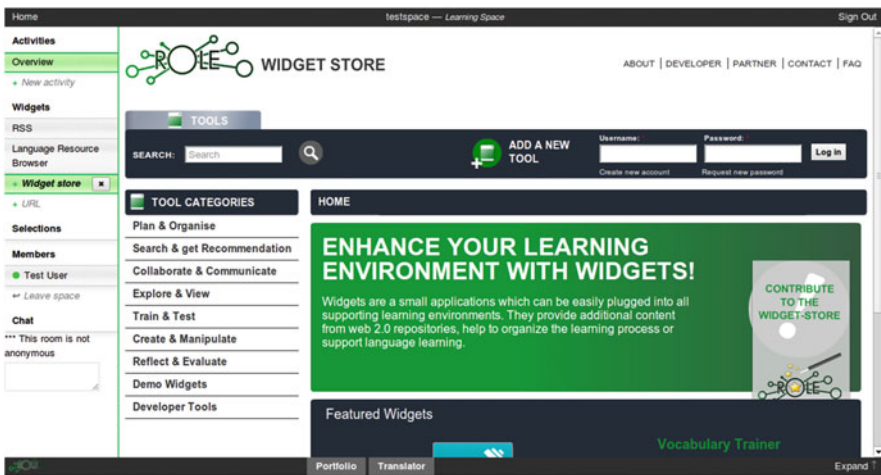 Home
testspace — Learning Space
Sign Out
Activities
Overview
+ New activity
Widgets
RSS
Language Resource
Browser
+ Widget store
×
+ URL
Selections
Members
Test User
↩ Leave space
Chat
*** This room is not
anonymous
ROLE
WIDGET STORE
ABOUT | DEVELOPER | PARTNER | CONTACT | FAQ
TOOLS
SEARCH:
Search
ADD A NEW
TOOL
Username: *
Password: *
Log in
Create new account
Request new password
TOOL CATEGORIES
Plan & Organise
Search & get Recommendation
Collaborate & Communicate
Explore & View
Train & Test
Create & Manipulate
Reflect & Evaluate
Demo Widgets
Developer Tools
HOME
ENHANCE YOUR LEARNING
ENVIRONMENT WITH WIDGETS!
Widgets are a small applications which can be easily plugged into all
supporting learning environments. They provide additional content
from web 2.0 repositories, help to organize the learning process or
support language learning.
CONTRIBUTE
TO THE
WIDGET-STORE
ROLE
Featured Widgets
Vocabulary Trainer
ROLE
Portfolio
Translator
Expand ↑